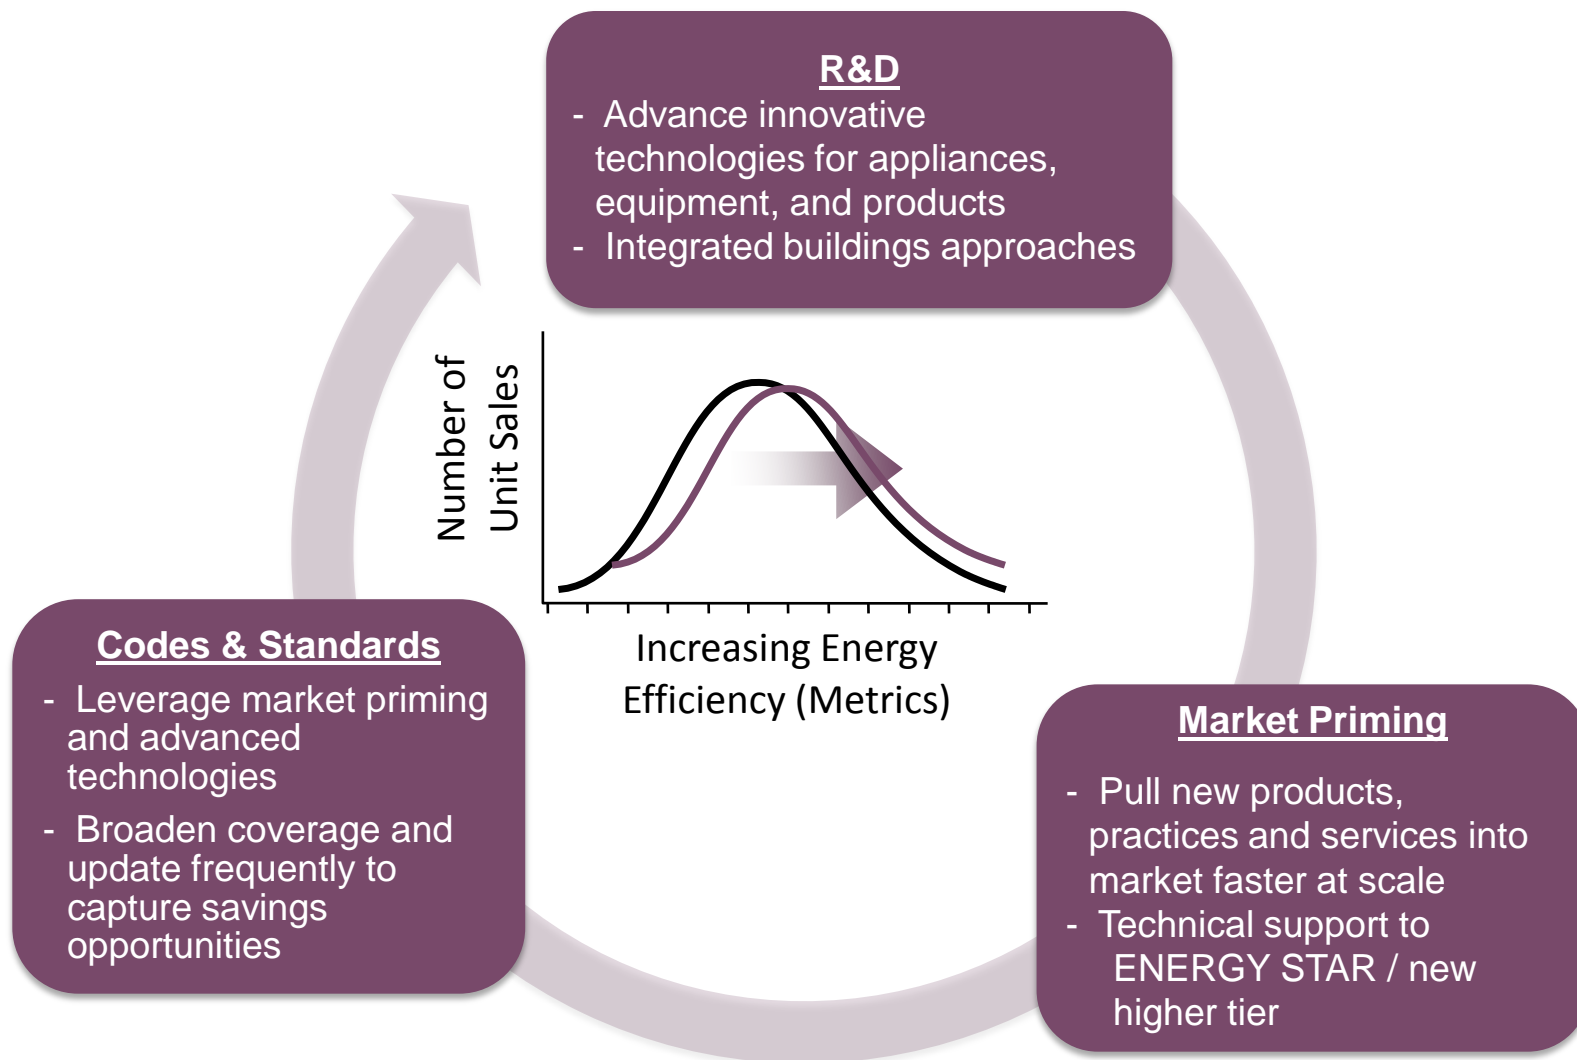 R&D
- Advance innovative
technologies for appliances,
equipment, and products
- Integrated buildings approaches
Number of
Unit Sales
Increasing Energy
Efficiency (Metrics)
Codes & Standards
- Leverage market priming
and advanced
technologies
- Broaden coverage and
update frequently to
capture savings
opportunities
Market Priming
- Pull new products,
practices and services into
market faster at scale
- Technical support to
ENERGY STAR / new
higher tier